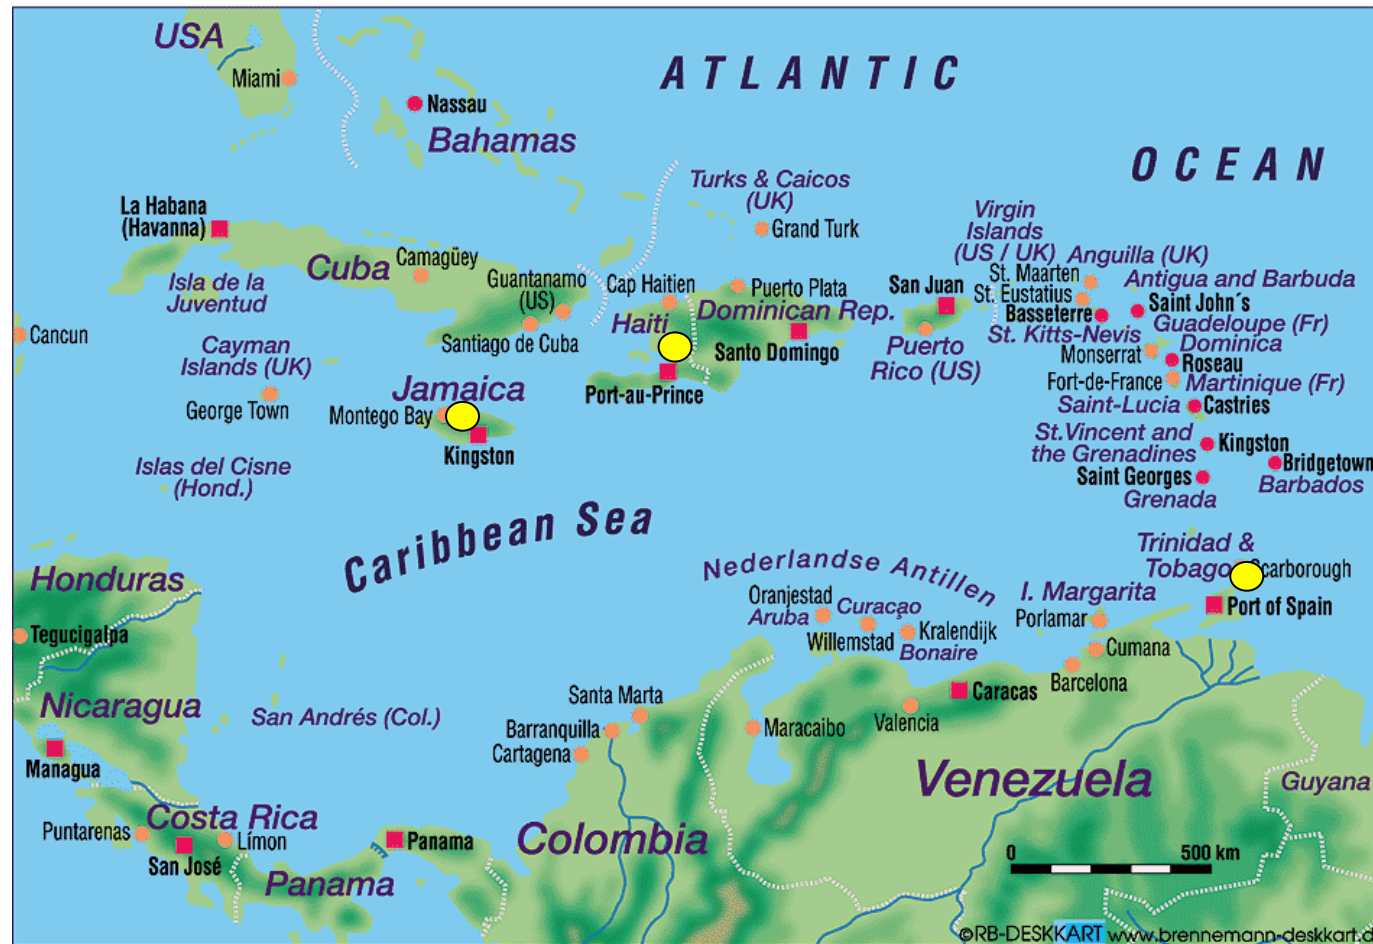 USA
Miami
ATLANTIC
Nassau
Bahamas
OCEAN
Turks & Caicos
(UK)
Grand Turk
La Habana
(Havanna)
Virgin
Islands
(US / UK)
Anguilla (UK)
Isla de la
Juventud
Cuba
Camagüey
Guantanamo
(US)
Cap Haitien
Puerto Plata
San Juan
St. Maarten
St. Eustatius
Antigua and Barbuda
Saint John´s
Basseterre
Haiti
Dominican Rep.
St. Kitts-Nevis
Guadeloupe (Fr)
Cancun
Cayman
Islands (UK)
Santiago de Cuba
Santo Domingo
Puerto
Rico (US)
Dominica
Monserrat
Roseau
Fort-de-France
Martinique (Fr)
Jamaica
Port-au-Prince
George Town
Montego Bay
Kingston
Saint-Lucia
Castries
St.Vincent and
the Grenadines
Kingston
Saint Georges
Grenada
Bridgetown
Barbados
Islas del Cisne
(Hond.)
Caribbean Sea
Trinidad &
Tobago
Port of Spain
Nederlandse Antillen
I. Margarita
Porlamar
Oranjestad
Aruba
Curaçao
Willemstad
Kralendijk
Bonaire
Cumana
Barcelona
Honduras
Tegucigalpa
Nicaragua
Managua
San Andrés (Col.)
Santa Marta
Barranquilla
Cartagena
Maracaibo
Valencia
Caracas
Venezuela
Guyana
Costa Rica
Puntarenas
San José
Límon
Panama
Panama
Colombia
0 500 km
©RB-DESKKART www.brennemann-deskkart.d